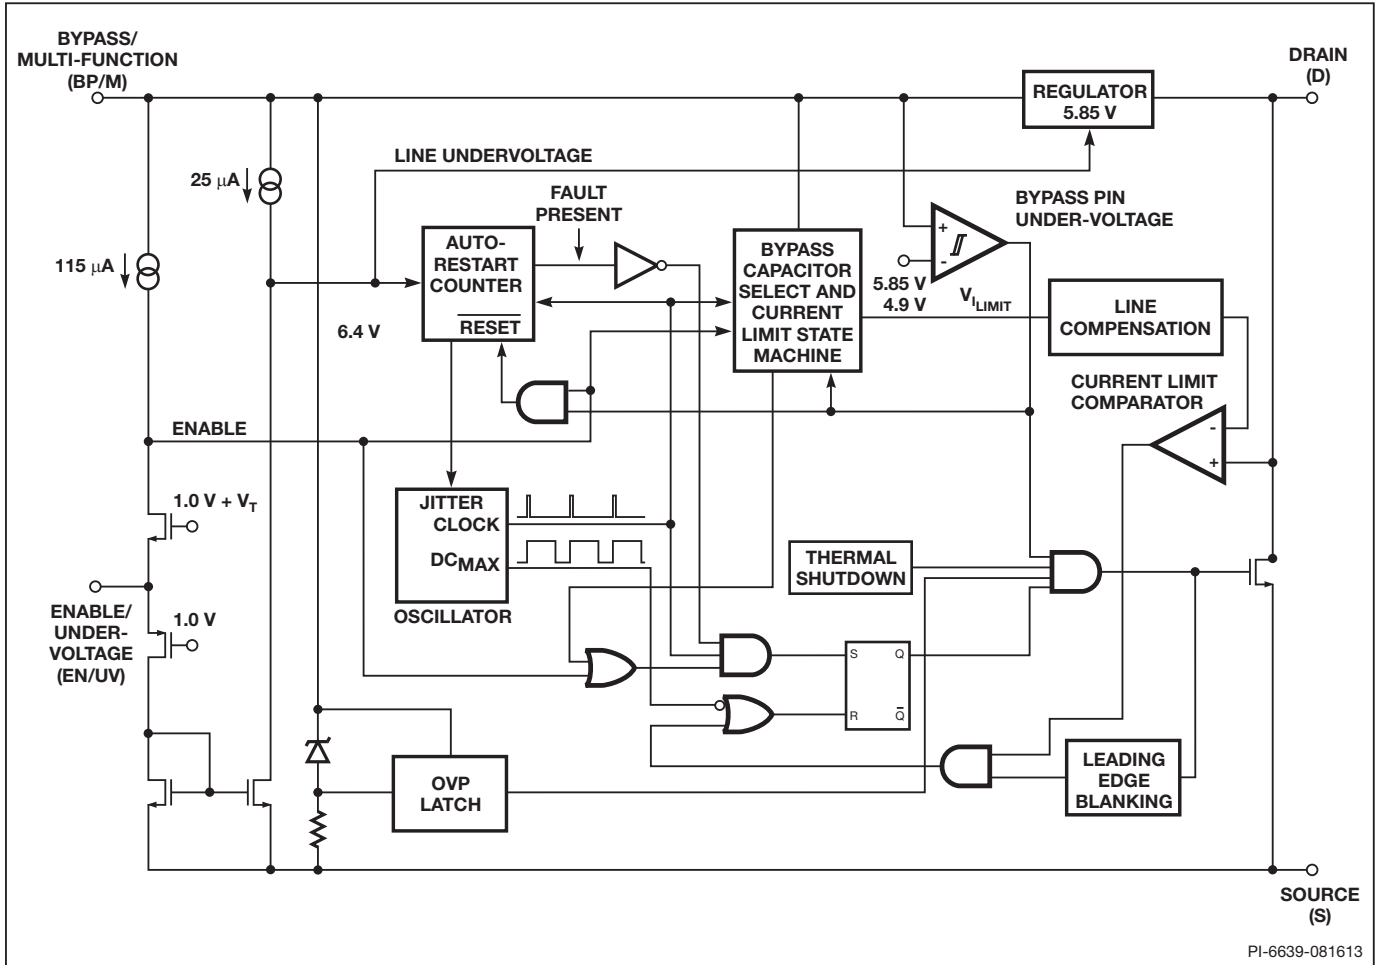 BYPASS/
MULTI-FUNCTION
(BP/M)
DRAIN
(D)
REGULATOR
5.85 V
LINE UNDERVOLTAGE
25 μA
FAULT
PRESENT
BYPASS PIN
UNDER-VOLTAGE
115 μA
AUTO-
RESTART
COUNTER
RESET
6.4 V
BYPASS
CAPACITOR
SELECT AND
CURRENT
LIMIT STATE
MACHINE
+
-
5.85 V
4.9 V
VILIMIT
LINE
COMPENSATION
CURRENT LIMIT
COMPARATOR
-
+
ENABLE
1.0 V + VT
JITTER
CLOCK
DCMAX
OSCILLATOR
THERMAL
SHUTDOWN
ENABLE/
UNDER-
VOLTAGE
(EN/UV)
1.0 V
S Q
R Q̅
OVP
LATCH
LEADING
EDGE
BLANKING
SOURCE
(S)
PI-6639-081613